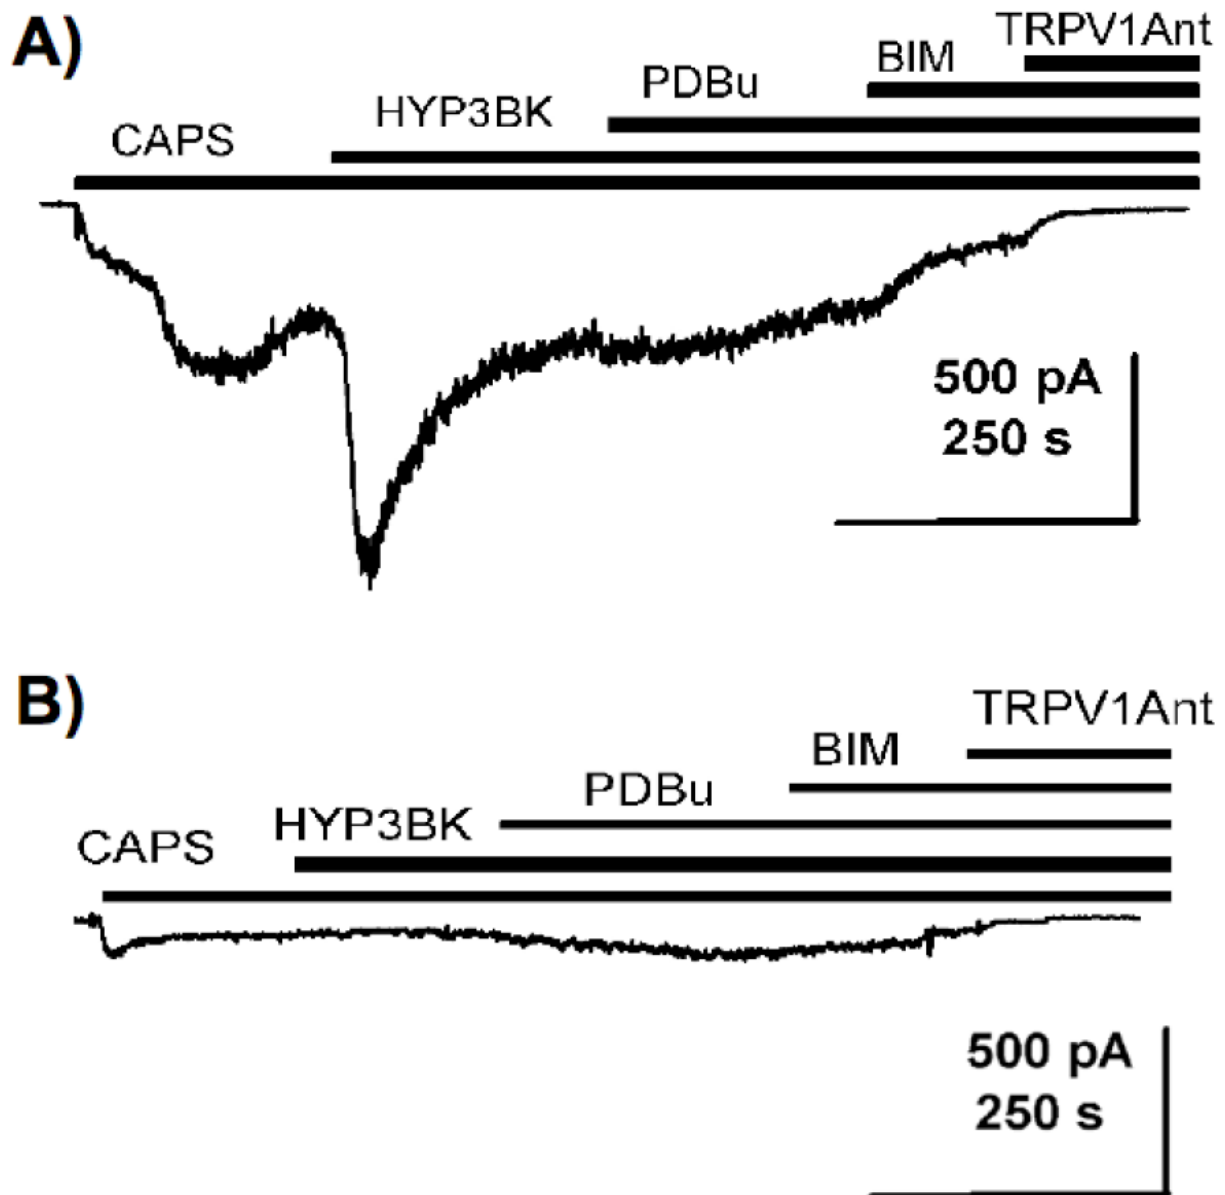 A)
TRPV1Ant
BIM
PDBu
HYP3BK
CAPS
500 pA
250 s
B)
TRPV1Ant
BIM
PDBu
HYP3BK
CAPS
500 pA
250 s